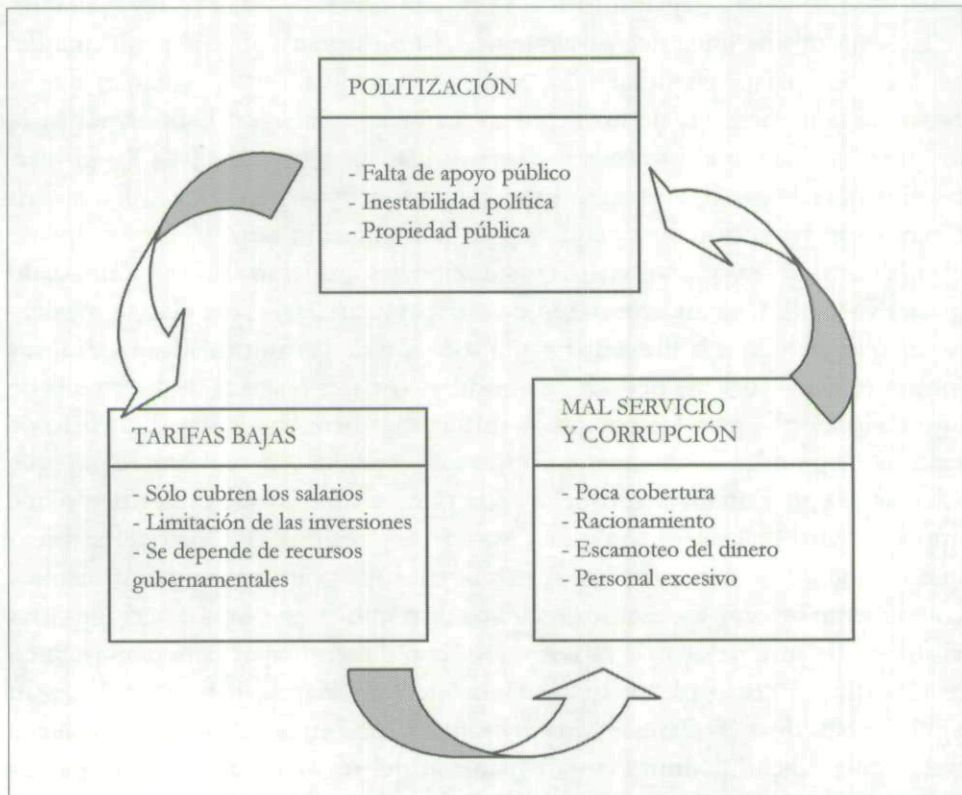 POLITIZACIÓN
- Falta de apoyo público
- Inestabilidad política
- Propiedad pública
TARIFAS BAJAS
- Sólo cubren los salarios
- Limitación de las inversiones
- Se depende de recursos
gubernamentales
MAL SERVICIO
Y CORRUPCIÓN
- Poca cobertura
- Racionamiento
- Escamoteo del dinero
- Personal excesivo